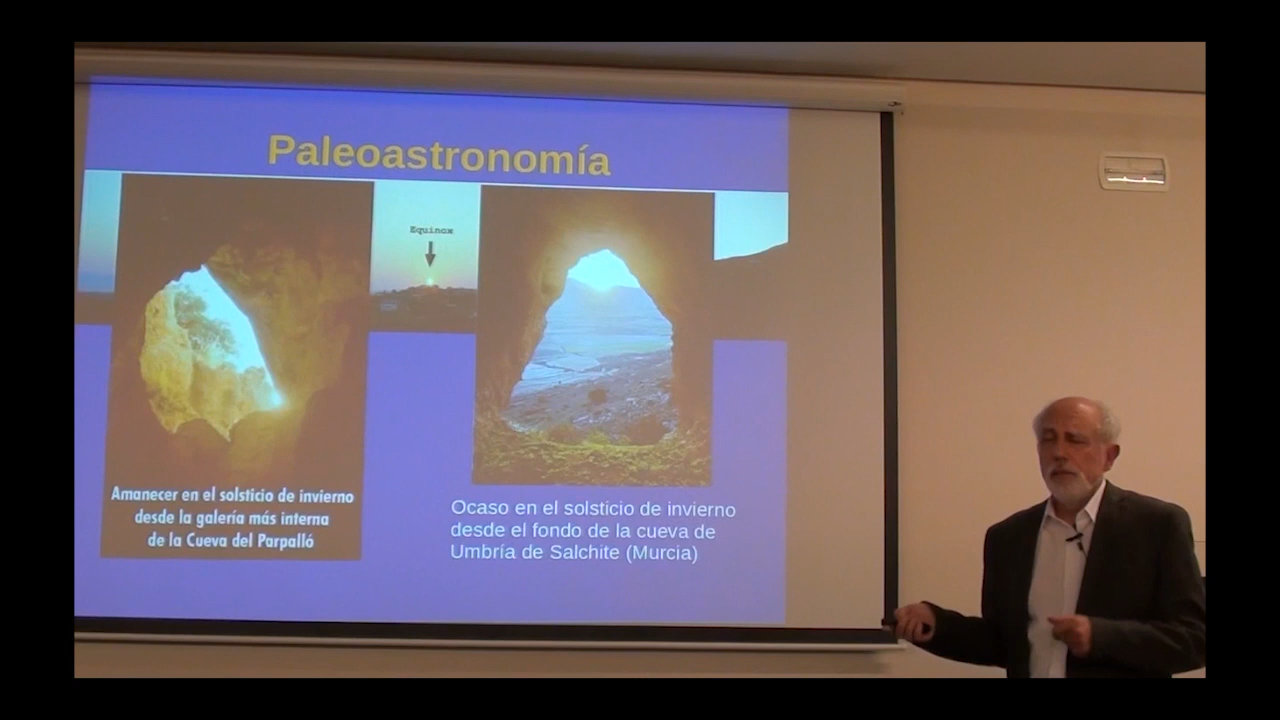 Paleoastronomía
Equinox
Amanecer en el solsticio de invierno
desde la galería más interna
de la Cueva del Parpalló
Ocaso en el solsticio de invierno
desde el fondo de la cueva de
Umbría de Salchite (Murcia)